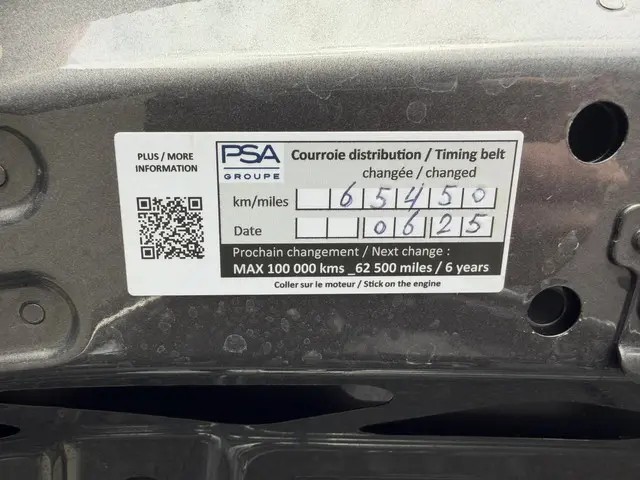 PLUS / MORE
INFORMATION
PSA
GROUPE
Courroie distribution / Timing belt
changée / changed
km/miles 65450
Date 0625
Prochain changement / Next change :
MAX 100 000 kms _62 500 miles / 6 years
Coller sur le moteur / Stick on the engine